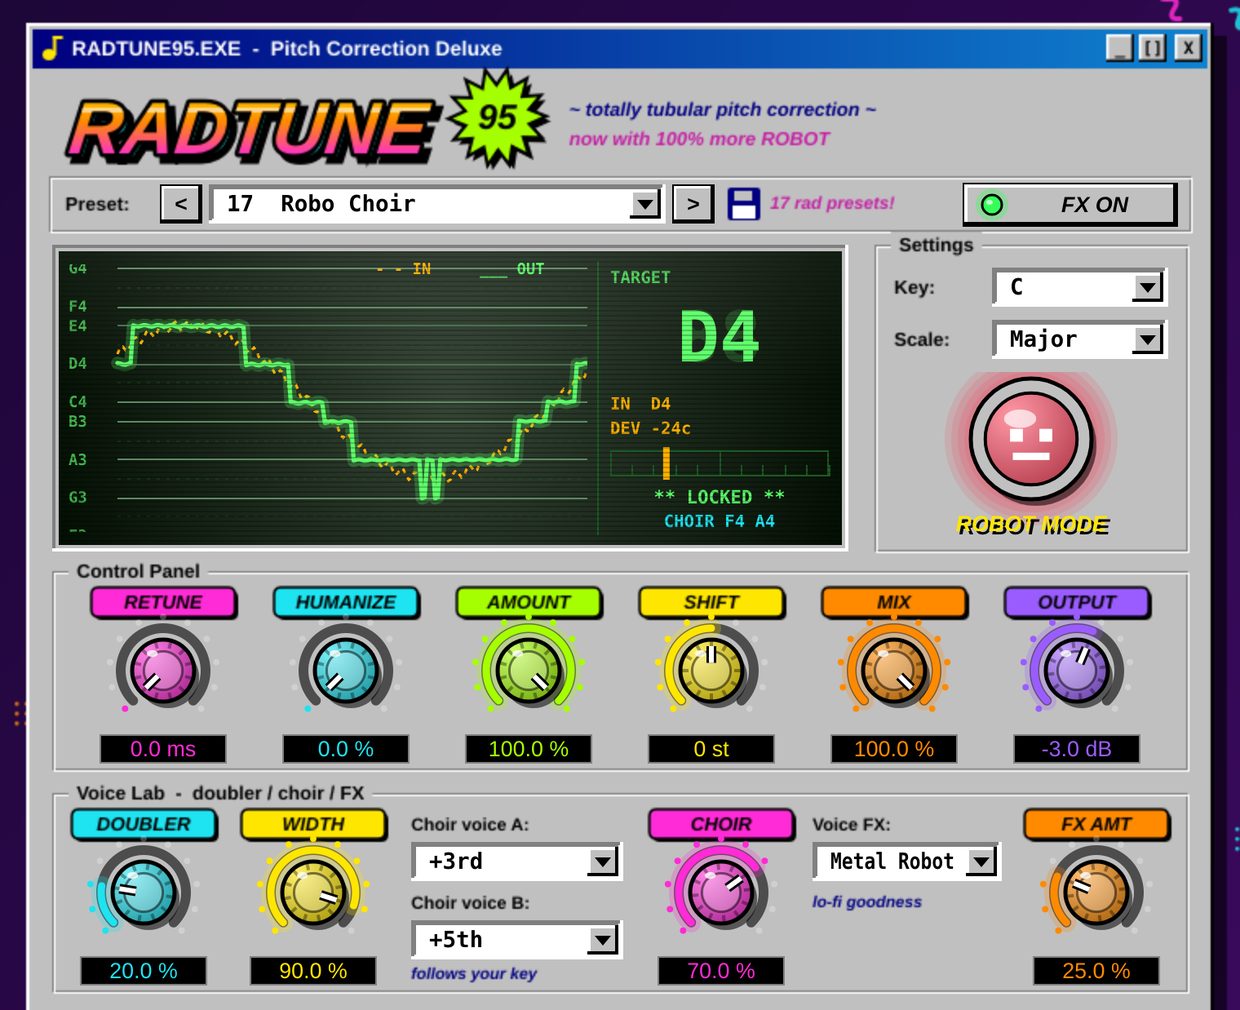 RADTUNE95.EXE - Pitch Correction Deluxe
_ [] X
RADTUNE 95
~ totally tubular pitch correction ~
now with 100% more ROBOT
Preset: < 17 Robo Choir > 17 rad presets! FX ON
G4
F4
E4
D4
C4
B3
A3
G3
- - IN ___ OUT
TARGET
D4
IN D4
DEV -24c
** LOCKED **
CHOIR F4 A4
Settings
Key: C
Scale: Major
ROBOT MODE
Control Panel
RETUNE HUMANIZE AMOUNT SHIFT MIX OUTPUT
0.0 ms 0.0 % 100.0 % 0 st 100.0 % -3.0 dB
Voice Lab - doubler / choir / FX
DOUBLER WIDTH
20.0 % 90.0 %
Choir voice A:
+3rd
Choir voice B:
+5th
follows your key
CHOIR
70.0 %
Voice FX:
Metal Robot
lo-fi goodness
FX AMT
25.0 %